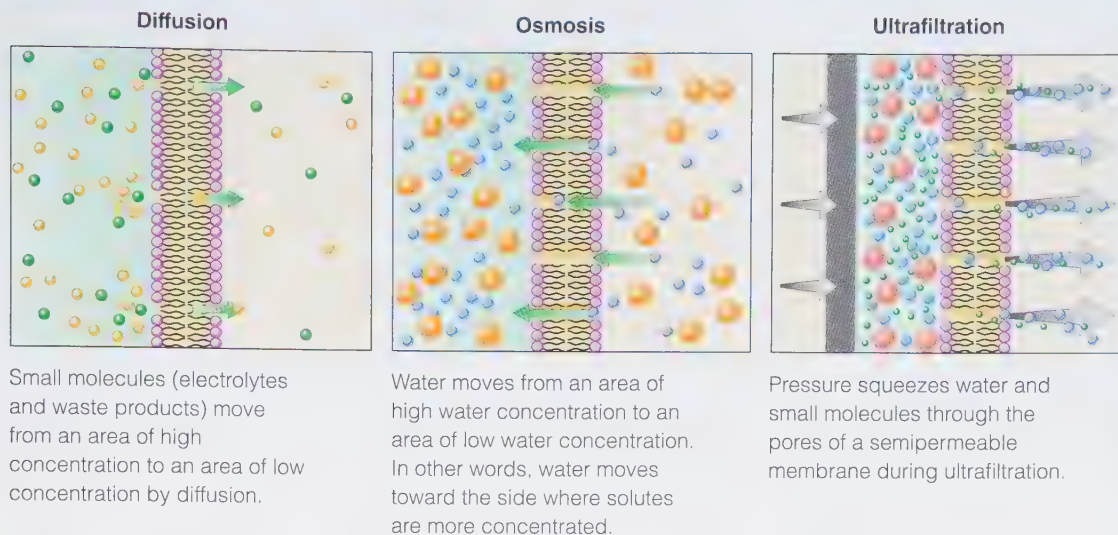 Diffusion
Osmosis
Ultrafiltration
Small molecules (electrolytes
and waste products) move
from an area of high
concentration to an area of low
concentration by diffusion.
Water moves from an area of
high water concentration to an
area of low water concentration.
In other words, water moves
toward the side where solutes
are more concentrated.
Pressure squeezes water and
small molecules through the
pores of a semipermeable
membrane during ultrafiltration.